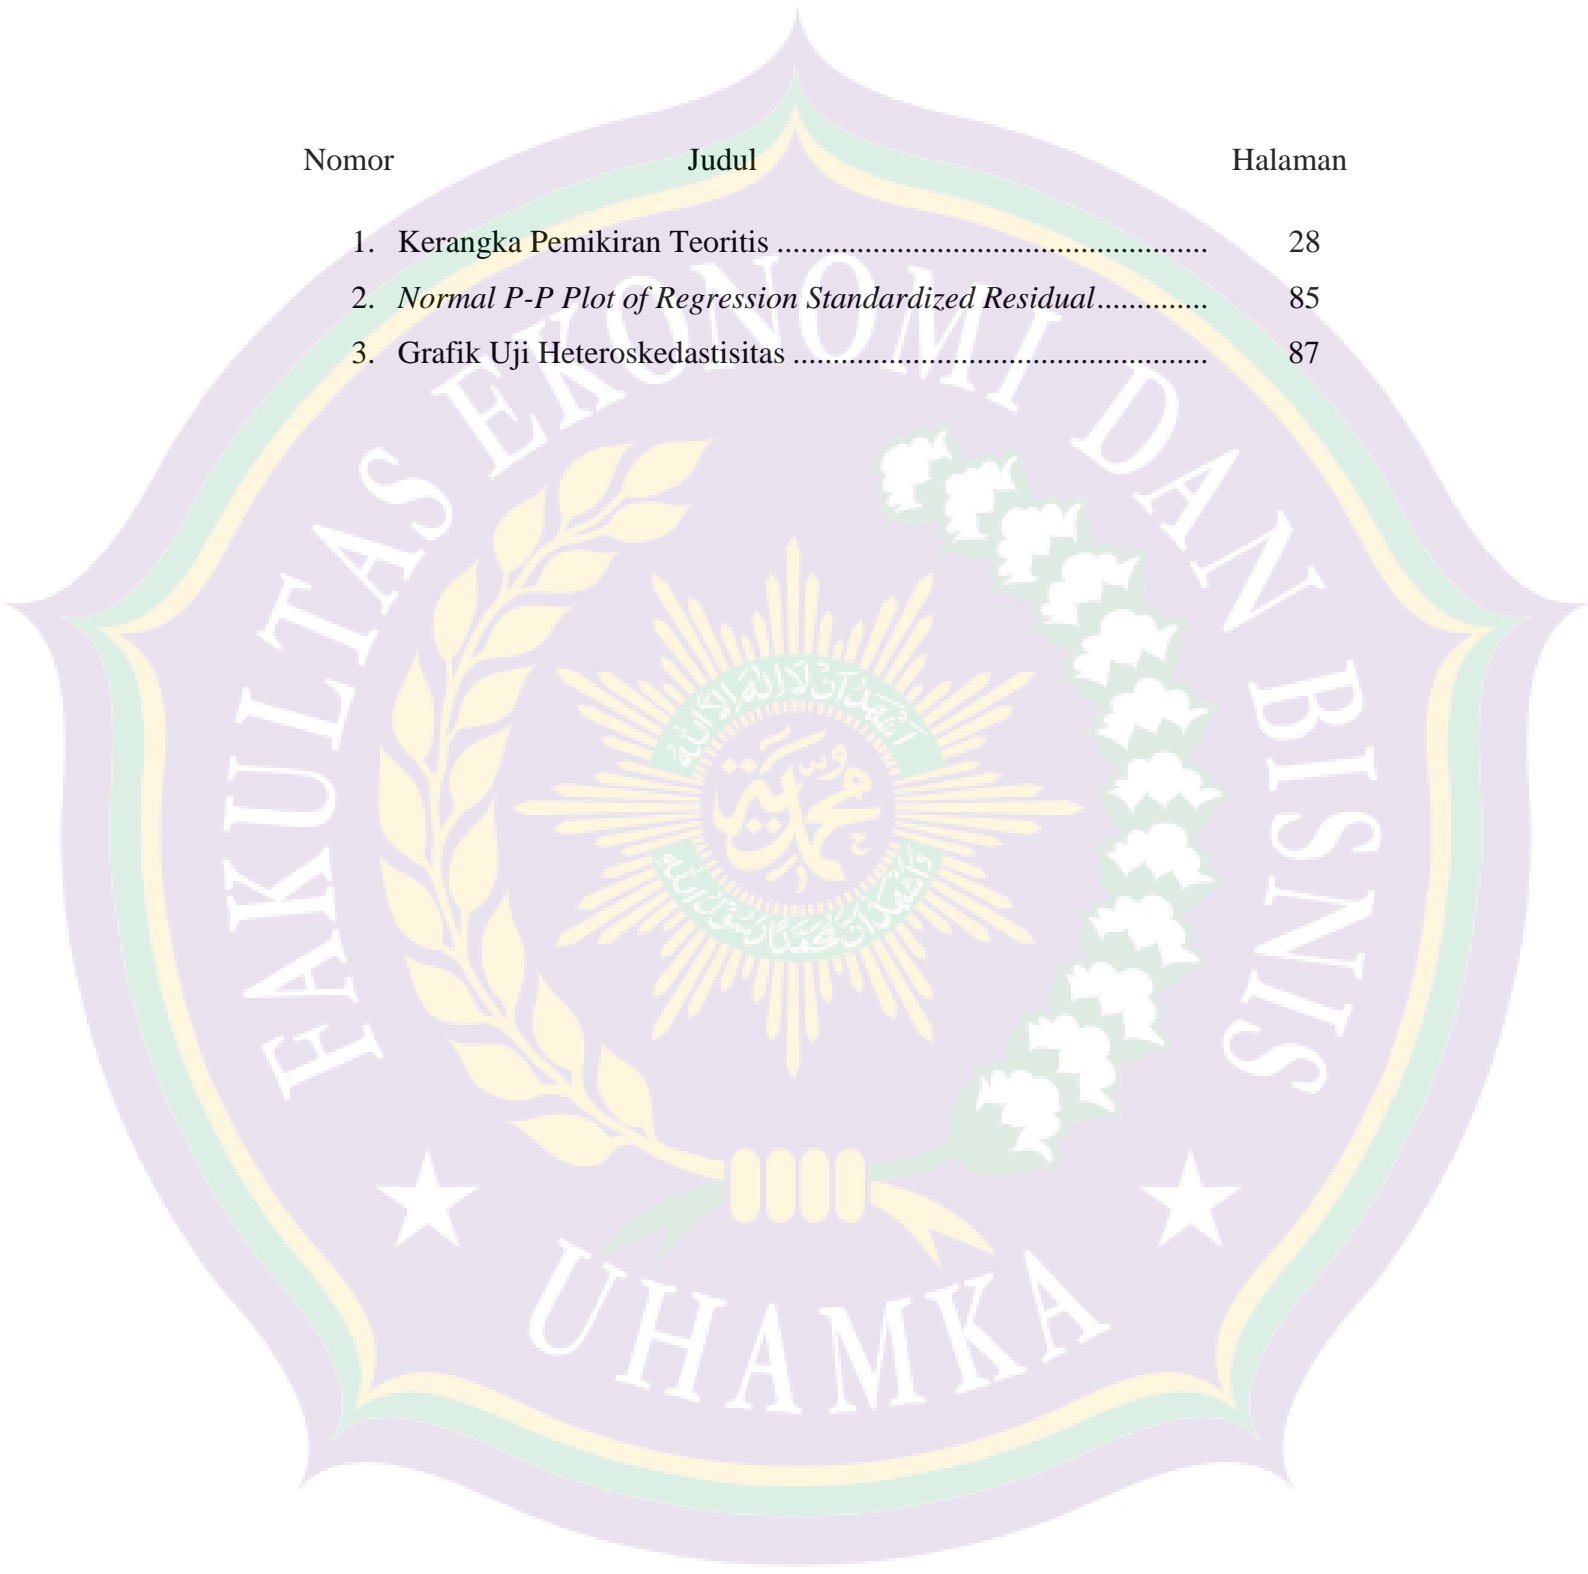 Nomor Judul Halaman
1. Kerangka Pemikiran Teoritis ...................................................... 28
2. Normal P-P Plot of Regression Standardized Residual.............. 85
3. Grafik Uji Heteroskedastisitas .................................................... 87
FAKULTAS EKONOMI DAN BISNIS
محمدية
UHAMKA